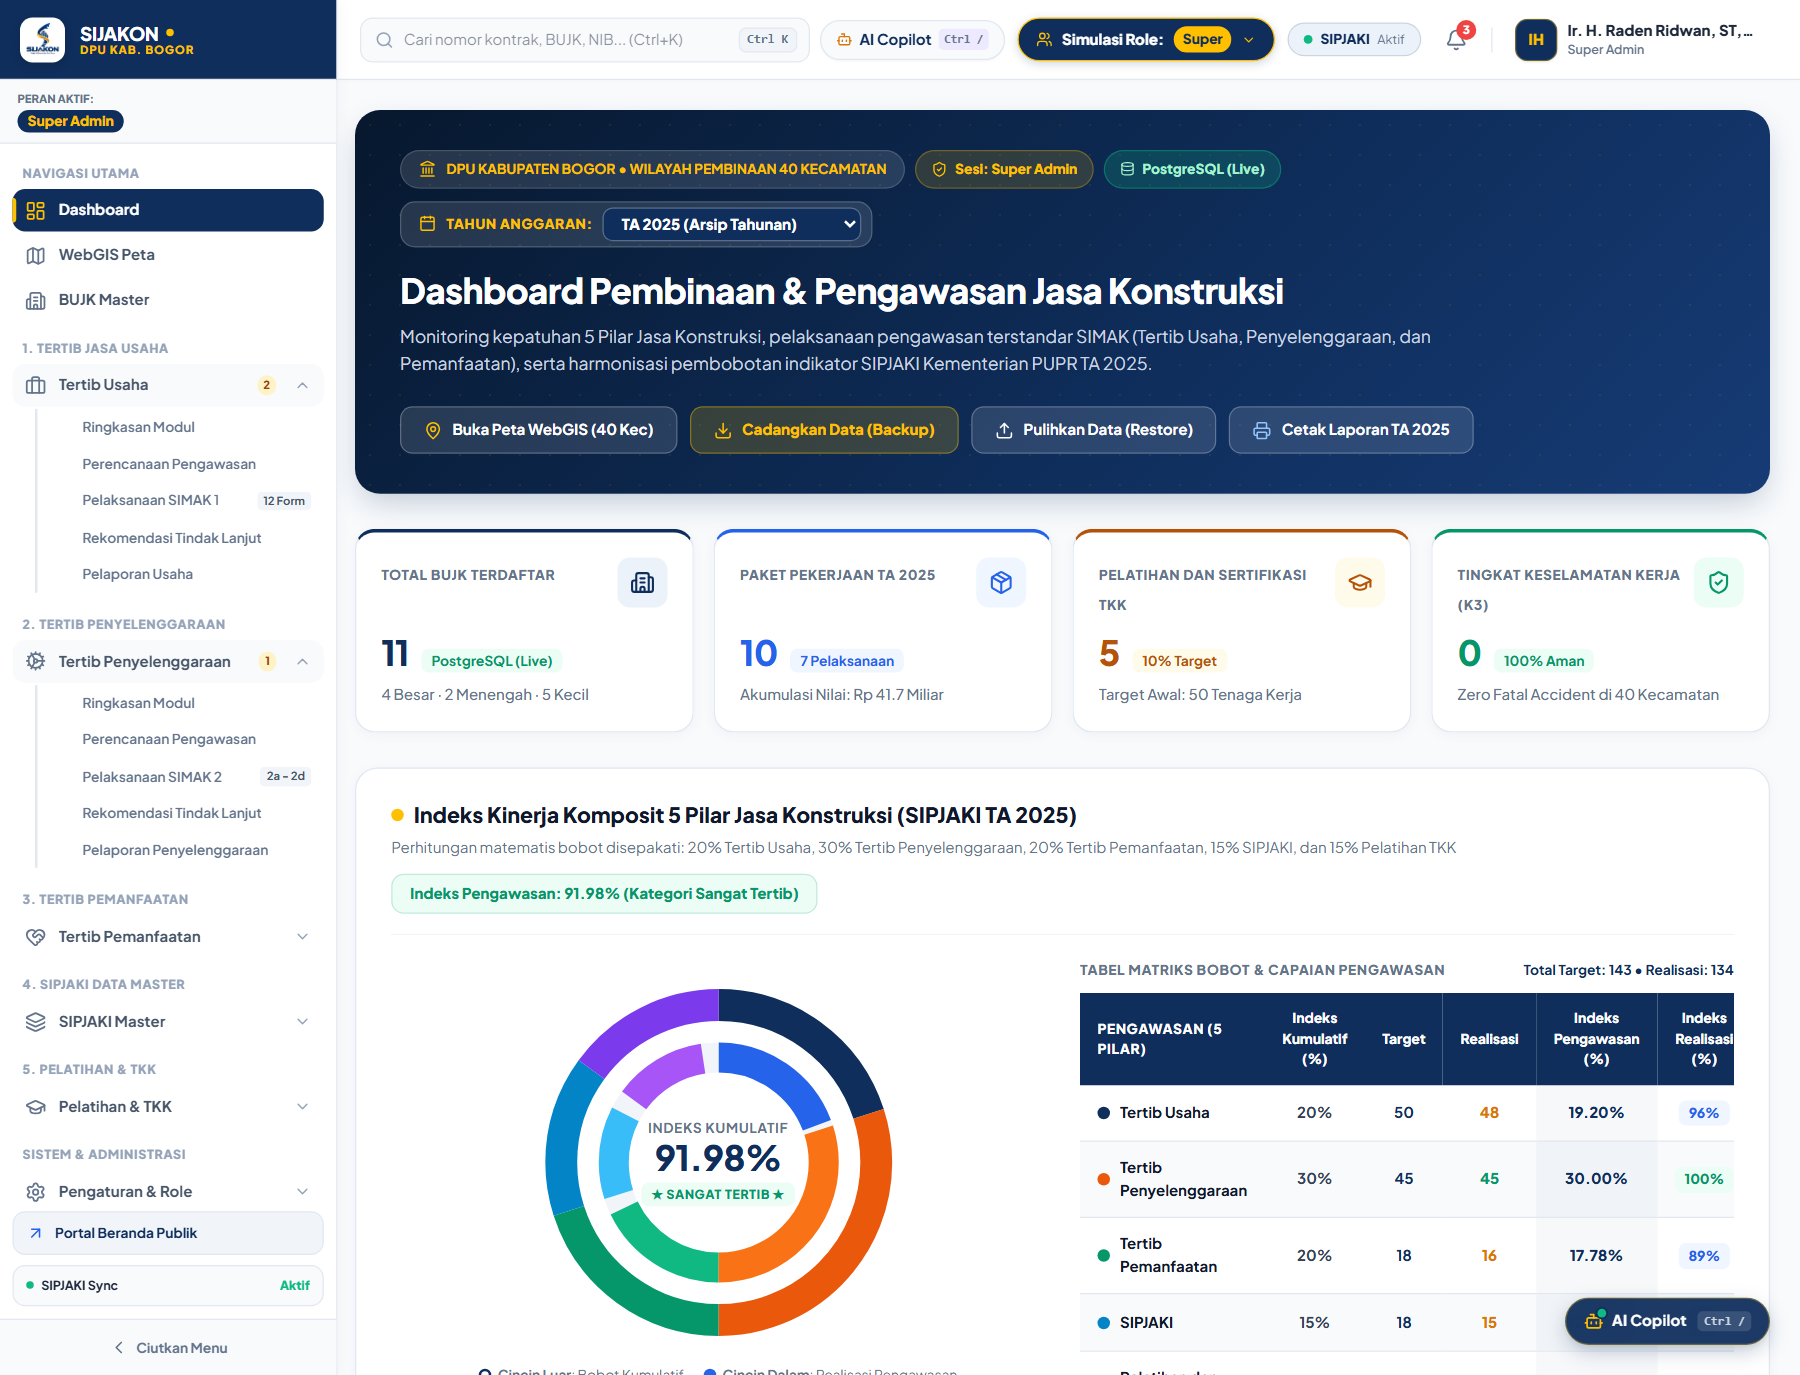 SIJAKON
DPU KAB. BOGOR
Cari nomor kontrak, BUJK, NIB... (Ctrl+K)
Ctrl K
AI Copilot
Ctrl /
Simulasi Role:
Super
SIPJAKI Aktif
3
IH
Ir. H. Raden Ridwan, ST,...
Super Admin
PERAN AKTIF:
Super Admin
NAVIGASI UTAMA
Dashboard
WebGIS Peta
BUJK Master
1. TERTIB JASA USAHA
Tertib Usaha
2
Ringkasan Modul
Perencanaan Pengawasan
Pelaksanaan SIMAK 1
12 Form
Rekomendasi Tindak Lanjut
Pelaporan Usaha
2. TERTIB PENYELENGGARAAN
Tertib Penyelenggaraan
1
Ringkasan Modul
Perencanaan Pengawasan
Pelaksanaan SIMAK 2
2a - 2d
Rekomendasi Tindak Lanjut
Pelaporan Penyelenggaraan
3. TERTIB PEMANFAATAN
Tertib Pemanfaatan
4. SIPJAKI DATA MASTER
SIPJAKI Master
5. PELATIHAN & TKK
Pelatihan & TKK
SISTEM & ADMINISTRASI
Pengaturan & Role
Portal Beranda Publik
SIPJAKI Sync
Aktif
Ciutkan Menu
DPU KABUPATEN BOGOR • WILAYAH PEMBINAAN 40 KECAMATAN
Sesi: Super Admin
PostgreSQL (Live)
TAHUN ANGGARAN:
TA 2025 (Arsip Tahunan)
Dashboard Pembinaan & Pengawasan Jasa Konstruksi
Monitoring kepatuhan 5 Pilar Jasa Konstruksi, pelaksanaan pengawasan terstandar SIMAK (Tertib Usaha, Penyelenggaraan, dan
Pemanfaatan), serta harmonisasi pembobotan indikator SIPJAKI Kementerian PUPR TA 2025.
Buka Peta WebGIS (40 Kec)
Cadangkan Data (Backup)
Pulihkan Data (Restore)
Cetak Laporan TA 2025
TOTAL BUJK TERDAFTAR
11
PostgreSQL (Live)
4 Besar · 2 Menengah · 5 Kecil
PAKET PEKERJAAN TA 2025
10
7 Pelaksanaan
Akumulasi Nilai: Rp 41.7 Miliar
PELATIHAN DAN SERTIFIKASI
TKK
5
10% Target
Target Awal: 50 Tenaga Kerja
TINGKAT KESELAMATAN KERJA
(K3)
0
100% Aman
Zero Fatal Accident di 40 Kecamatan
Indeks Kinerja Komposit 5 Pilar Jasa Konstruksi (SIPJAKI TA 2025)
Perhitungan matematis bobot disepakati: 20% Tertib Usaha, 30% Tertib Penyelenggaraan, 20% Tertib Pemanfaatan, 15% SIPJAKI, dan 15% Pelatihan TKK
Indeks Pengawasan: 91.98% (Kategori Sangat Tertib)
INDEKS KUMULATIF
91.98%
★ SANGAT TERTIB ★
Cincin Luar: Bobot Kumulatif
Cincin Dalam: Realisasi Pengawasan
TABEL MATRIKS BOBOT & CAPAIAN PENGAWASAN
Total Target: 143 • Realisasi: 134
PENGAWASAN (5 PILAR)
Indeks Kumulatif (%)
Target
Realisasi
Indeks Pengawasan (%)
Indeks Realisasi (%)
Tertib Usaha 20% 50 48 19.20% 96%
Tertib Penyelenggaraan 30% 45 45 30.00% 100%
Tertib Pemanfaatan 20% 18 16 17.78% 89%
SIPJAKI 15% 18 15
AI Copilot Ctrl /